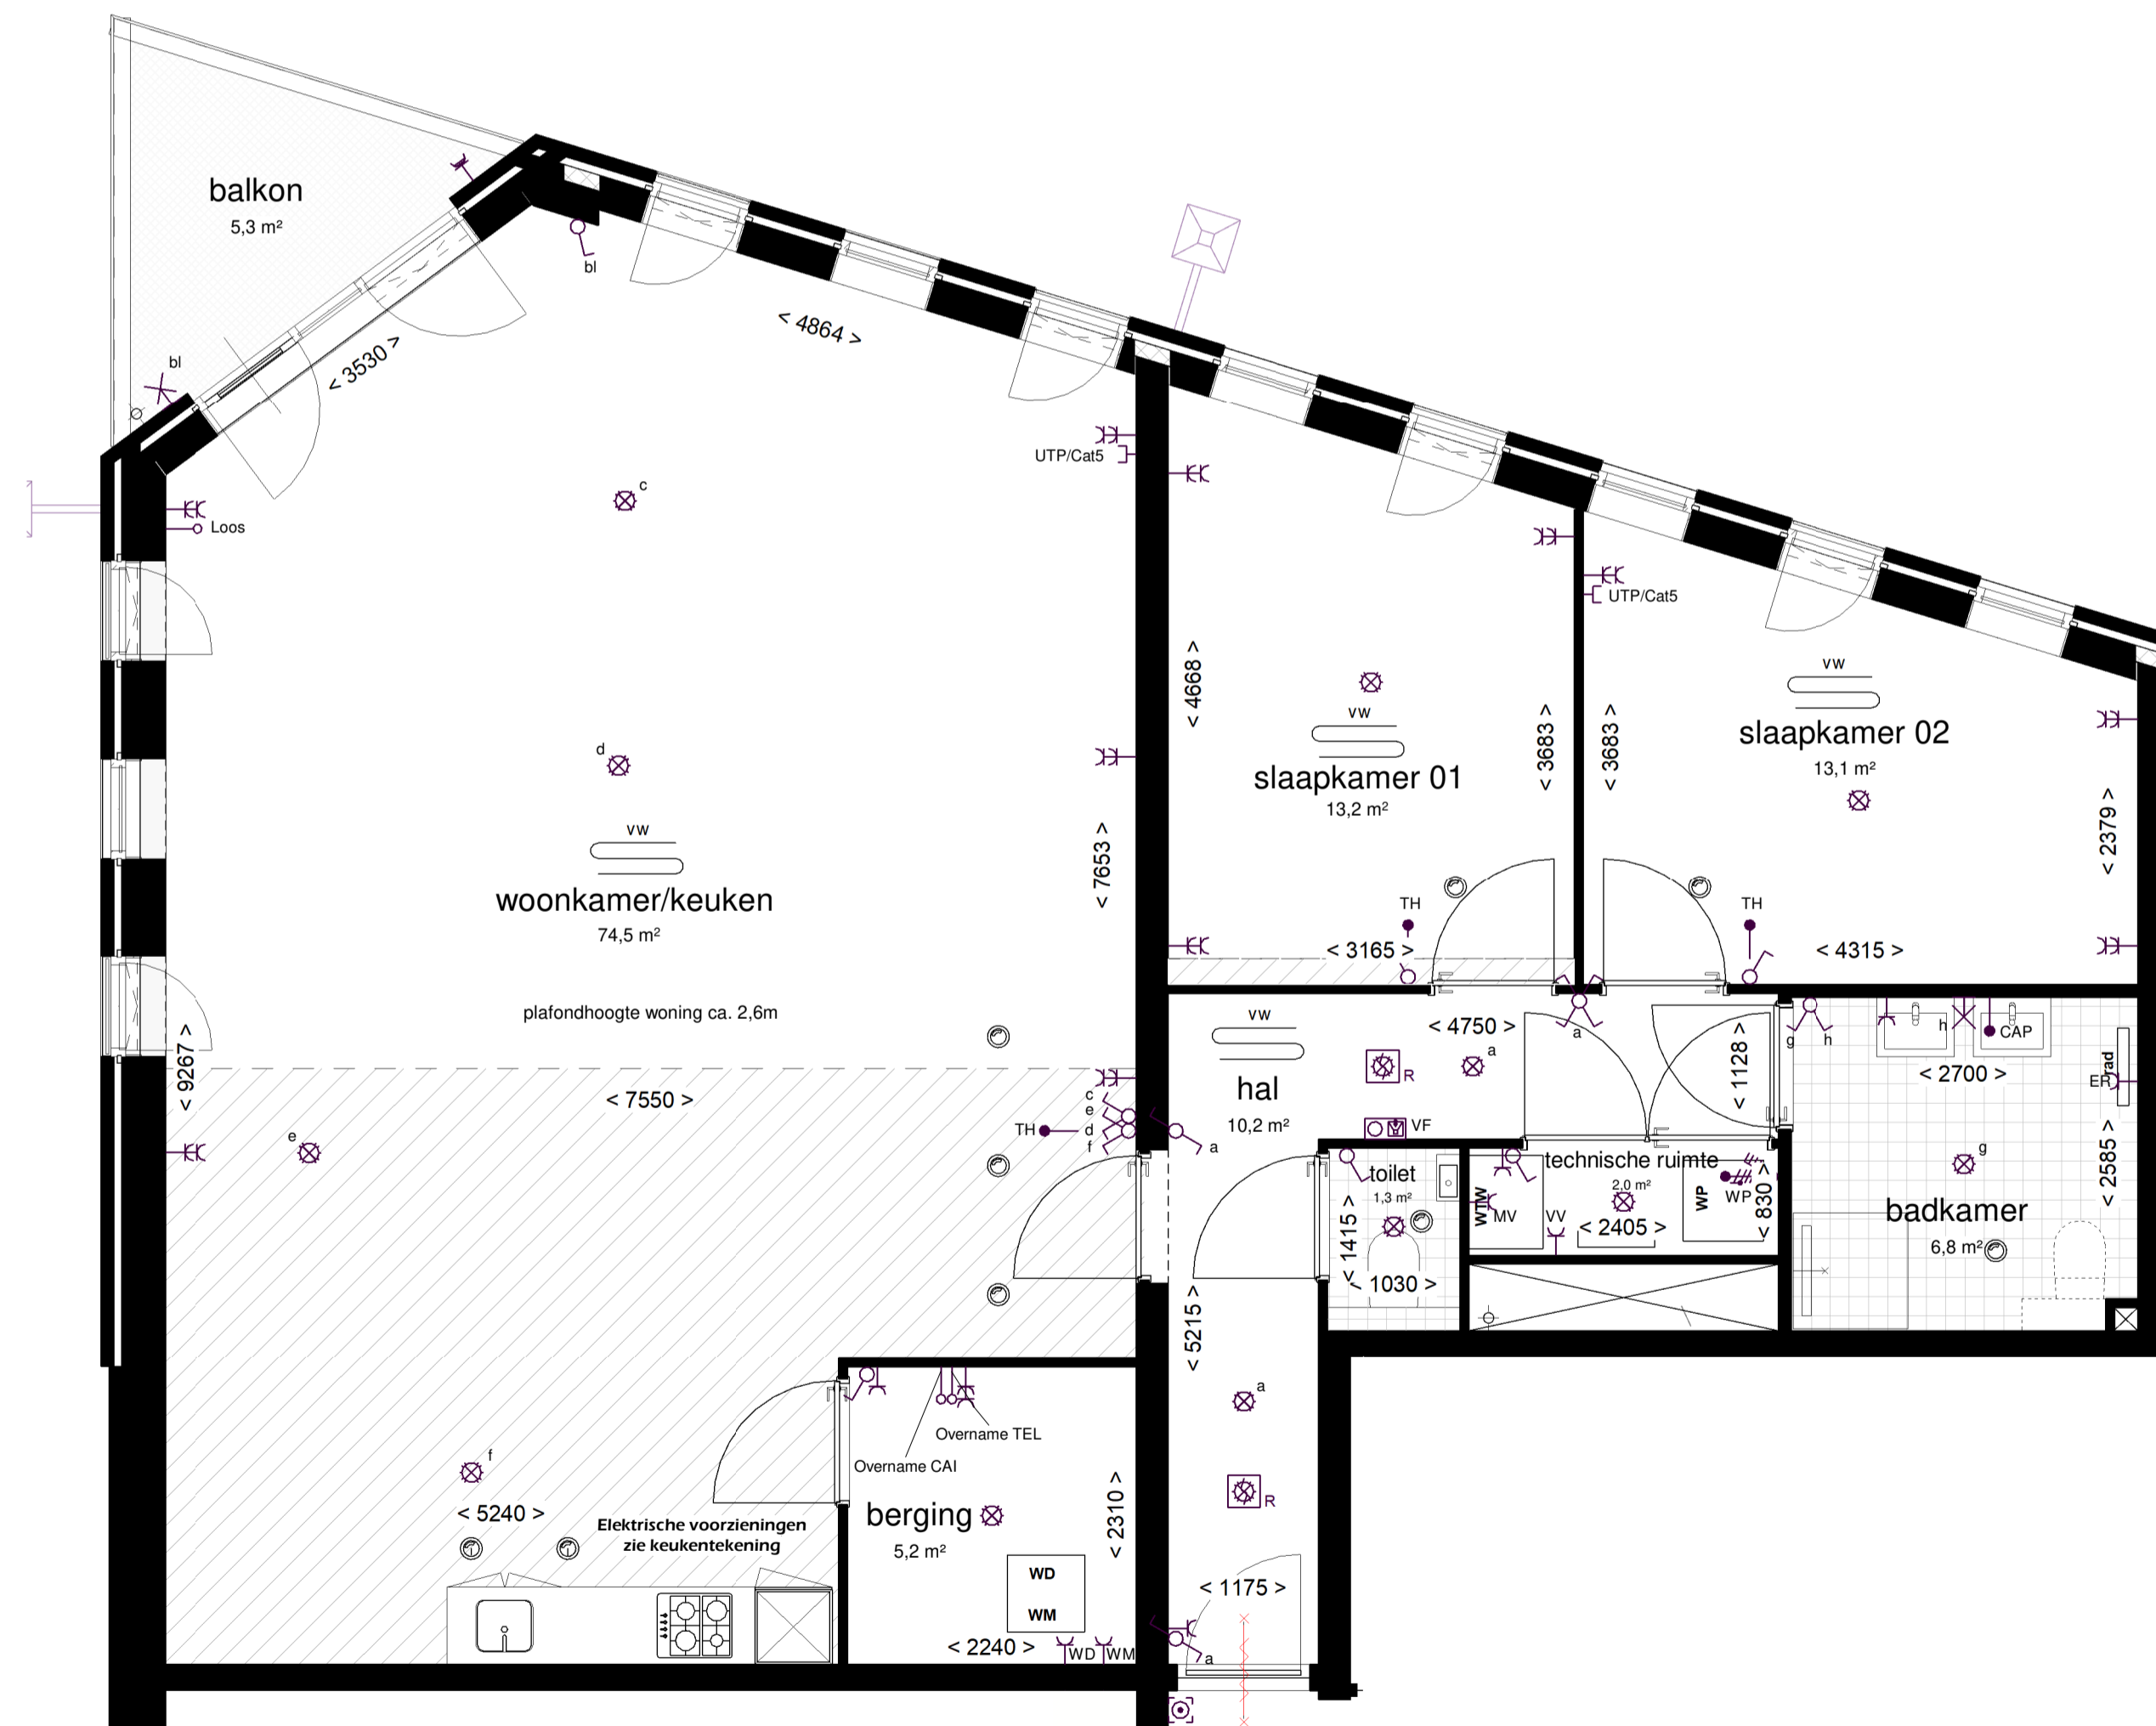 balkon
5,3 m²
bl
bl
< 3530 >
< 4864 >
UTP/Cat5
c
Loos
UTP/Cat5
d
vw
woonkamer/keuken
74,5 m²
< 7653 >
plafondhoogte woning ca. 2,6m
< 9267 >
< 7550 >
e
c
e
d
f
TH
< 4668 >
vw
slaapkamer 01
13,2 m²
< 3683 >
< 3683 >
vw
slaapkamer 02
13,1 m²
< 2379 >
TH
< 3165 >
TH
< 4315 >
vw
hal
10,2 m²
< 4750 >
a
a
R
VF
a
< 1128 >
g
h
h
CAP
< 2700 >
rad
ER
g
< 2585 >
badkamer
6,8 m²
toilet
1,3 m²
< 1415 >
< 1030 >
technische ruimte
2,0 m²
WTW
MV
VV
< 2405 >
WP
WP
< 830 >
< 5215 >
a
R
< 1175 >
a
f
< 5240 >
Elektrische voorzieningen
zie keukentekening
Overname TEL
Overname CAI
berging
5,2 m²
< 2310 >
WD
WM
< 2240 >
WD
WM